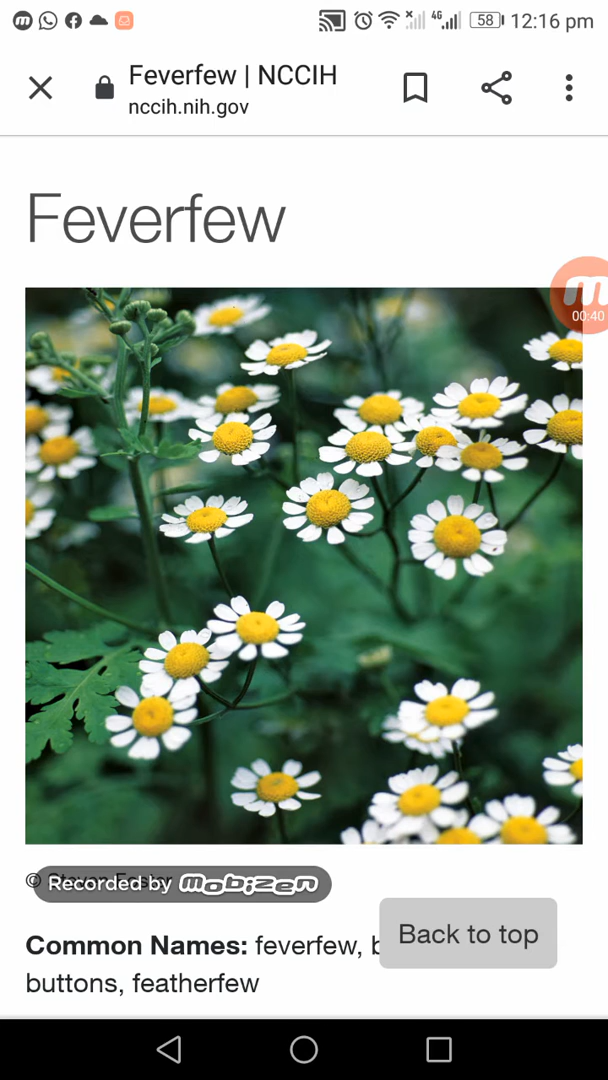 58 12:16 pm
Feverfew | NCCIH
nccih.nih.gov
Feverfew
m
00:40
©
Recorded by mobizen
Back to top
Common Names: feverfew, b
buttons, featherfew